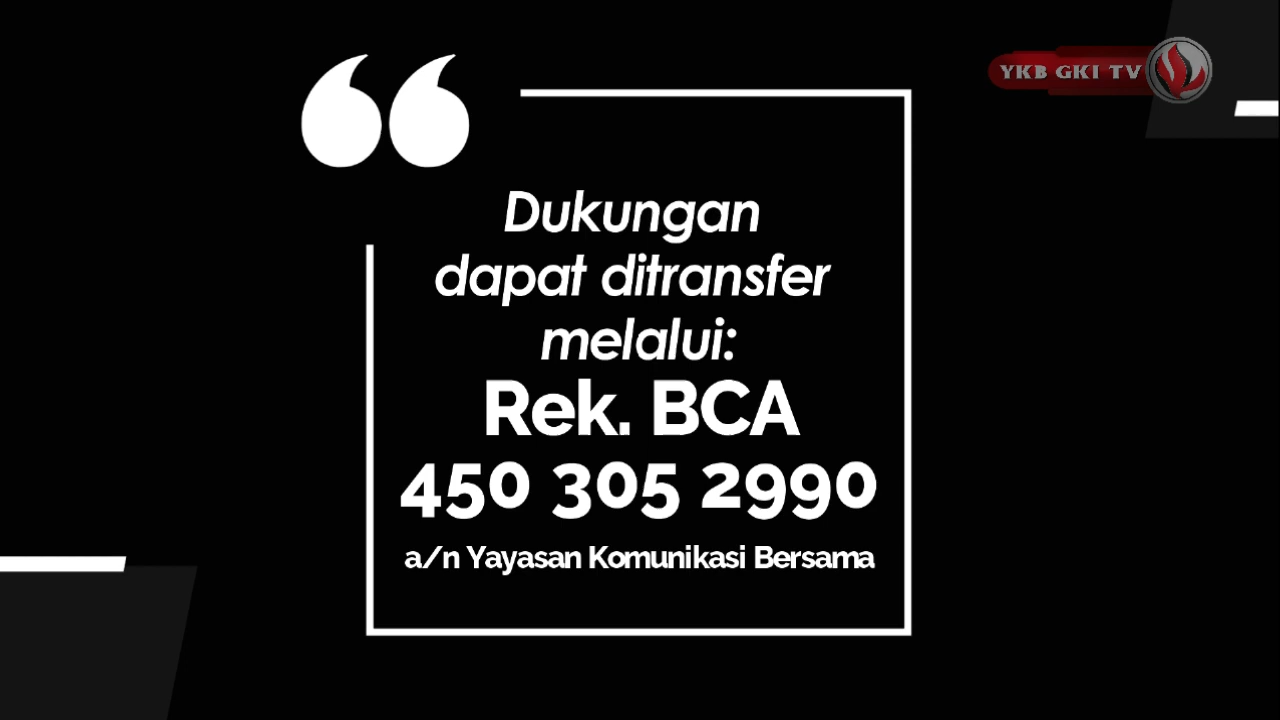 YKB GKI TV
Dukungan
dapat ditransfer
melalui:
Rek. BCA
450 305 2990
a/n Yayasan Komunikasi Bersama